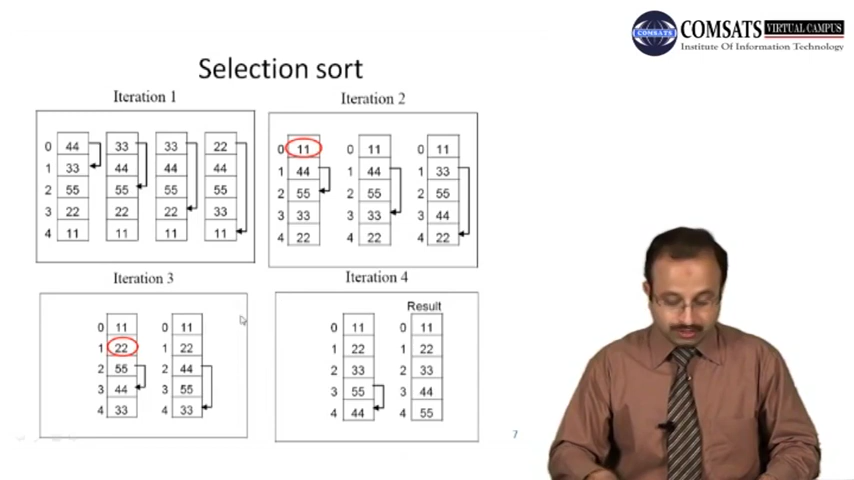 COMSATS VIRTUAL CAMPUS
COMSATS
Institute Of Information Technology
Selection sort
Iteration 1
0 44 33 33 22
1 33 44 44 44
2 55 55 55 55
3 22 22 22 33
4 11 11 11 11
Iteration 2
0 11 0 11 0 11
1 44 1 44 1 33
2 55 2 55 2 55
3 33 3 33 3 44
4 22 4 22 4 22
Iteration 3
0 11 0 11
1 22 1 22
2 55 2 44
3 44 3 55
4 33 4 33
Iteration 4
Result
0 11 0 11
1 22 1 22
2 33 2 33
3 55 3 44
4 44 4 55
7